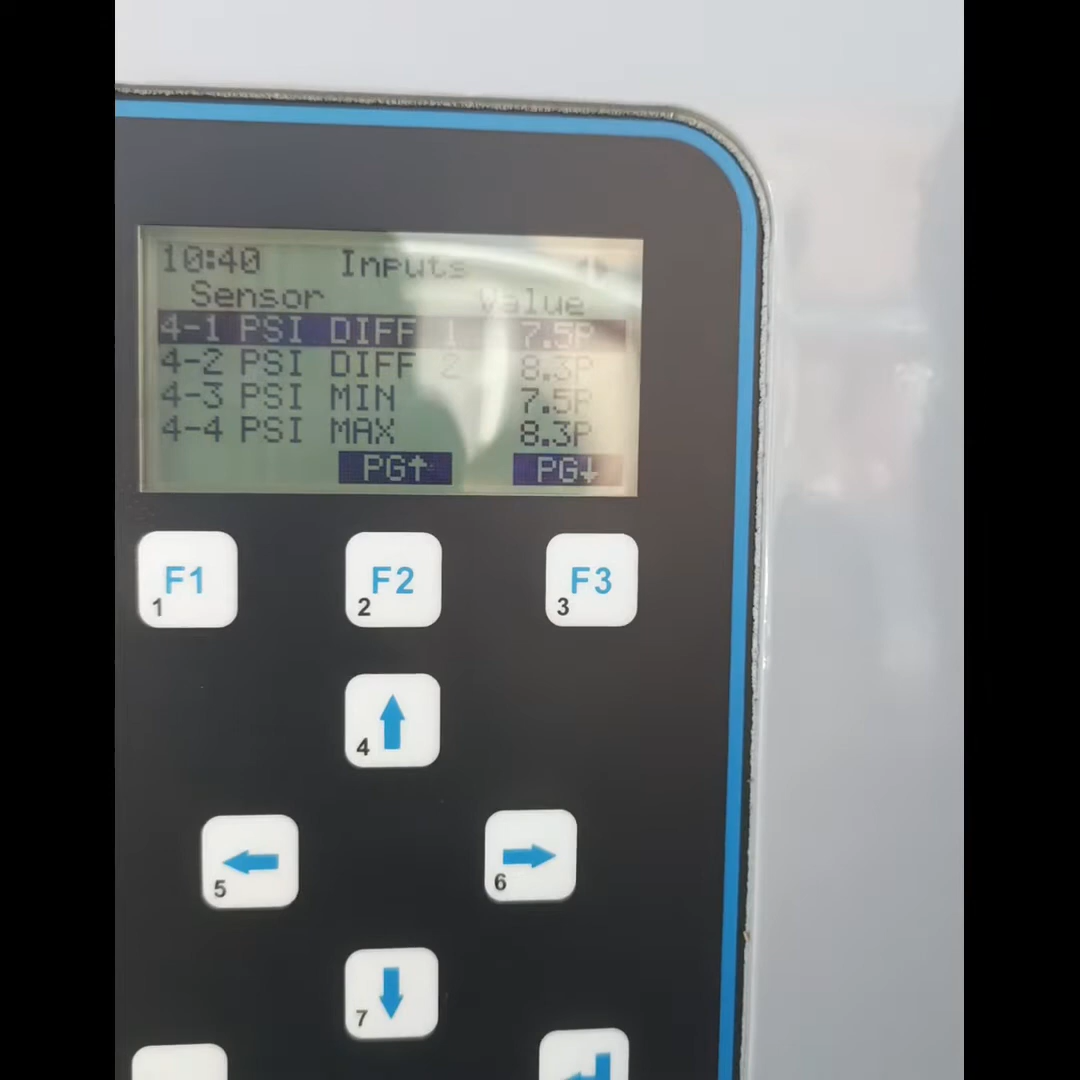 10:40 Inputs
Sensor Value
4-1 PSI DIFF 1 7.5P
4-2 PSI DIFF 2 8.3P
4-3 PSI MIN 7.5P
4-4 PSI MAX 8.3P
PG↑ PG↓
F1 F2 F3
1 2 3
4
5 6
7